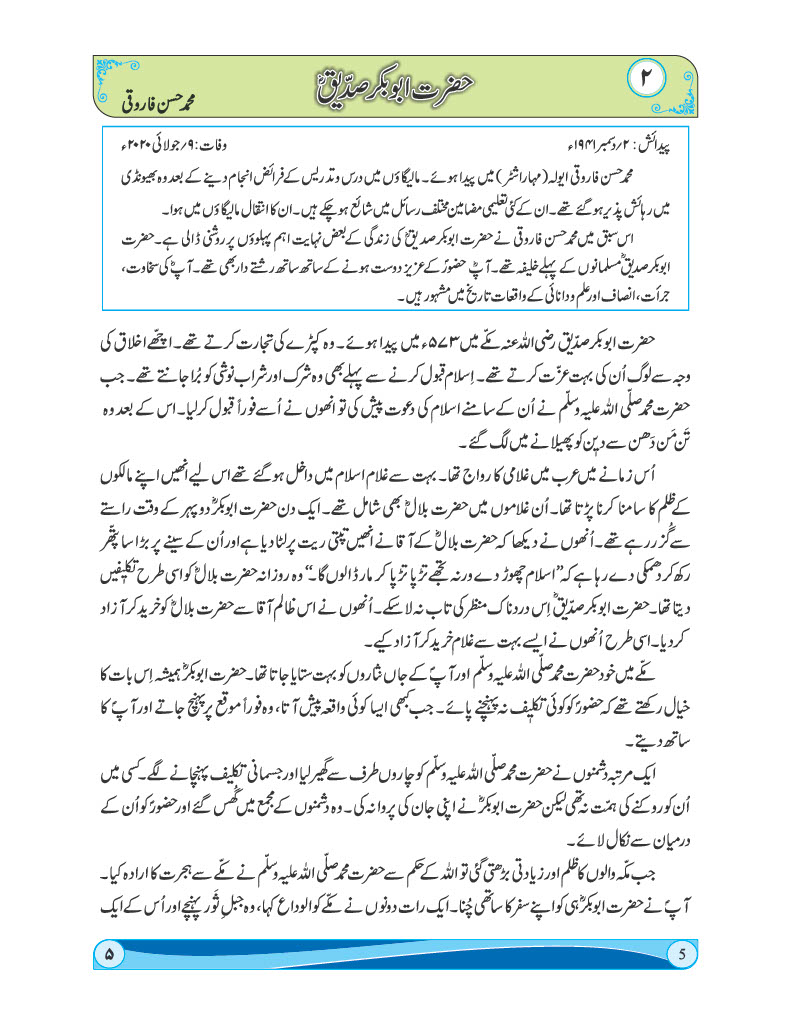 ۲
حضرت ابوبکر صدّیقؓ
محمد حسن فاروقی
پیدائش : ۲؍دسمبر ۱۹۴۱ء وفات : ۹؍جولائی ۲۰۲۰ء
محمد حسن فاروقی ایولہ (مہاراشٹر) میں پیدا ہوئے۔ مالیگاؤں میں درس و تدریس کے فرائض انجام دینے کے بعد وہ بھیونڈی
میں رہائش پذیر ہو گئے تھے۔ ان کے کئی تعلیمی مضامین مختلف رسائل میں شائع ہو چکے ہیں۔ ان کا انتقال مالیگاؤں میں ہوا۔
اس سبق میں محمد حسن فاروقی نے حضرت ابوبکر صدیقؓ کی زندگی کے بعض نہایت اہم پہلوؤں پر روشنی ڈالی ہے۔ حضرت
ابوبکر صدیقؓ مسلمانوں کے پہلے خلیفہ تھے۔ آپؓ حضورؐ کے عزیز دوست ہونے کے ساتھ ساتھ رشتے دار بھی تھے۔ آپؓ کی سخاوت،
جرأت، انصاف اور علم و دانائی کے واقعات تاریخ میں مشہور ہیں۔
حضرت ابوبکر صدّیق رضی اللہ عنہ مکّے میں ۵۷۳ء میں پیدا ہوئے۔ وہ کپڑے کی تجارت کرتے تھے۔ اچھّے اخلاق کی
وجہ سے لوگ اُن کی بہت عزّت کرتے تھے۔ اِسلام قبول کرنے سے پہلے بھی وہ شرک اور شراب نوشی کو بُرا جانتے تھے۔ جب
حضرت محمد صلّی اللہ علیہ وسلّم نے اُن کے سامنے اسلام کی دعوت پیش کی تو انھوں نے اُسے فوراً قبول کر لیا۔ اس کے بعد وہ
تَن مَن دَھن سے دین کو پھیلانے میں لگ گئے۔
اُس زمانے میں عرب میں غلامی کا رواج تھا۔ بہت سے غلام اسلام میں داخل ہو گئے تھے اس لیے انھیں اپنے مالکوں
کے ظلم کا سامنا کرنا پڑتا تھا۔ اُن غلاموں میں حضرت بلالؓ بھی شامل تھے۔ ایک دن حضرت ابوبکرؓ دوپہر کے وقت راستے
سے گزر رہے تھے۔ اُنھوں نے دیکھا کہ حضرت بلالؓ کے آقا نے انھیں تپتی ریت پر لٹا دیا ہے اور اُن کے سینے پر بڑا سا پتھّر
رکھ کر دھمکی دے رہا ہے کہ ”اسلام چھوڑ دے ورنہ تجھے تڑپا تڑپا کر مار ڈالوں گا۔“ وہ روزانہ حضرت بلالؓ کو اسی طرح تکلیفیں
دیتا تھا۔ حضرت ابوبکر صدّیقؓ اِس دردناک منظر کی تاب نہ لا سکے۔ اُنھوں نے اس ظالم آقا سے حضرت بلالؓ کو خرید کر آزاد
کر دیا۔ اسی طرح اُنھوں نے ایسے بہت سے غلام خرید کر آزاد کیے۔
مکّے میں خود حضرت محمد صلّی اللہ علیہ وسلّم اور آپؐ کے جاں نثاروں کو بہت ستایا جاتا تھا۔ حضرت ابوبکرؓ ہمیشہ اِس بات کا
خیال رکھتے تھے کہ حضورؐ کو کوئی تکلیف نہ پہنچنے پائے۔ جب کبھی ایسا کوئی واقعہ پیش آتا، وہ فوراً موقع پر پہنچ جاتے اور آپؐ کا
ساتھ دیتے۔
ایک مرتبہ دشمنوں نے حضرت محمد صلّی اللہ علیہ وسلّم کو چاروں طرف سے گھیر لیا اور جسمانی تکلیف پہنچانے لگے۔ کسی میں
اُن کو روکنے کی ہمّت نہ تھی لیکن حضرت ابوبکرؓ نے اپنی جان کی پروا نہ کی۔ وہ دشمنوں کے مجمع میں گُھس گئے اور حضورؐ کو اُن کے
درمیان سے نکال لائے۔
جب مکّہ والوں کا ظلم اور زیادتی بڑھتی گئی تو اللہ کے حکم سے حضرت محمد صلّی اللہ علیہ وسلّم نے مکّے سے ہجرت کا ارادہ کیا۔
آپؐ نے حضرت ابوبکرؓ ہی کو اپنے سفر کا ساتھی چُنا۔ ایک رات دونوں نے مکّے کو الوداع کہا، وہ جبلِ ثَور پہنچے اور اُس کے ایک
۵
5